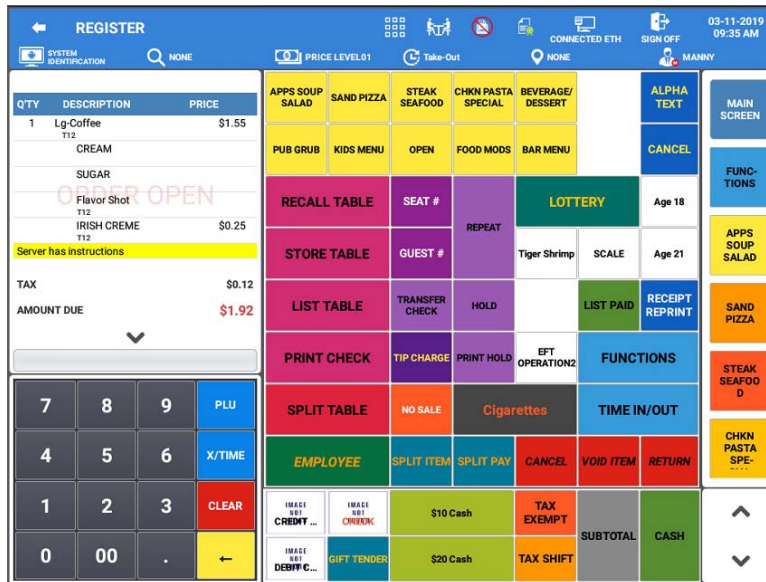 REGISTER
CONNECTED ETH
SIGN OFF
03-11-2019
09:35 AM
SYSTEM
IDENTIFICATION
NONE
PRICE LEVEL01
Take-Out
NONE
MANNY
Q'TY DESCRIPTION PRICE
1 Lg-Coffee $1.55
T12
CREAM
SUGAR
ORDER OPEN
Flavor Shot
T12
IRISH CREME $0.25
T12
Server has instructions
TAX $0.12
AMOUNT DUE $1.92
7 8 9 PLU
4 5 6 X/TIME
1 2 3 CLEAR
0 00 . ←
APPS SOUP
SALAD
SAND PIZZA
STEAK
SEAFOOD
CHKN PASTA
SPECIAL
BEVERAGE/
DESSERT
ALPHA
TEXT
PUB GRUB
KIDS MENU
OPEN
FOOD MODS
BAR MENU
CANCEL
RECALL TABLE
SEAT #
REPEAT
LOTTERY
Age 18
STORE TABLE
GUEST #
Tiger Shrimp
SCALE
Age 21
LIST TABLE
TRANSFER
CHECK
HOLD
LIST PAID
RECEIPT
REPRINT
PRINT CHECK
TIP CHARGE
PRINT HOLD
EFT
OPERATION2
FUNCTIONS
SPLIT TABLE
NO SALE
Cigarettes
TIME IN/OUT
EMPLOYEE
SPLIT ITEM
SPLIT PAY
CANCEL
VOID ITEM
RETURN
IMAGE
NOT
CREDIT ...
IMAGE
NOT
CHECK
$10 Cash
TAX
EXEMPT
SUBTOTAL
CASH
IMAGE
NOT
DEBIT C...
GIFT TENDER
$20 Cash
TAX SHIFT
MAIN
SCREEN
FUNC-
TIONS
APPS
SOUP
SALAD
SAND
PIZZA
STEAK
SEAFOO
D
CHKN
PASTA
SPE-